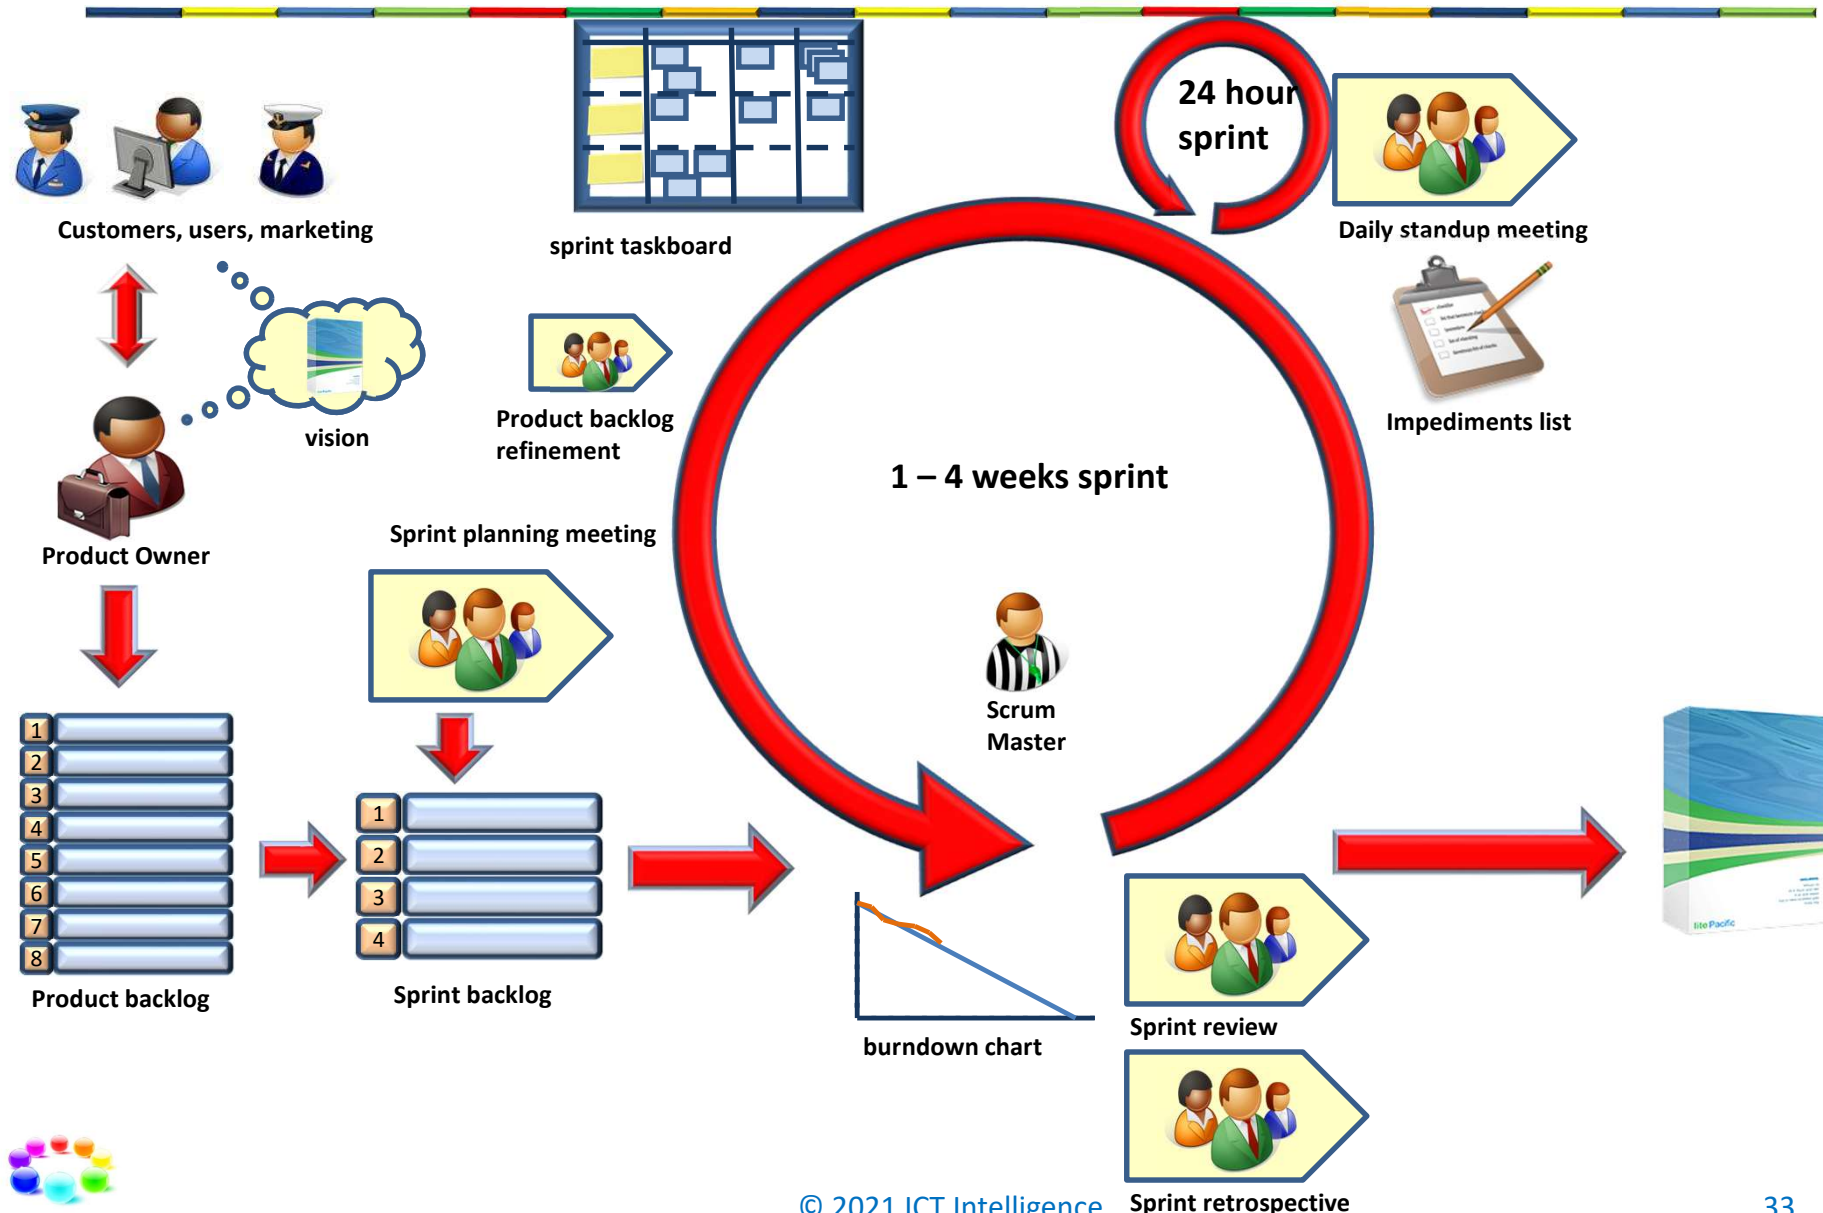 24 hour
sprint
Customers, users, marketing
sprint taskboard
Daily standup meeting
Product backlog
refinement
Impediments list
vision
1 – 4 weeks sprint
Sprint planning meeting
Product Owner
Scrum
Master
1
2
3
4
5
6
7
8
1
2
3
4
Product backlog
Sprint backlog
burndown chart
Sprint review
Sprint retrospective
© 2021 ICT Intelligence
33